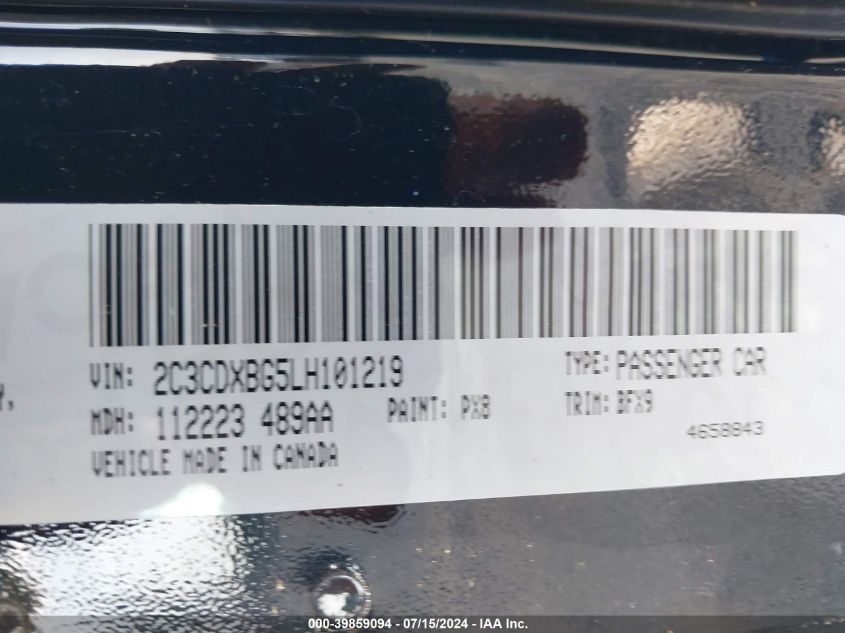 VIN: 2C3CDXBG5LH101219 TYPE: PASSENGER CAR
MDH: 112223 489AA PAINT: PX8 TRIM: BFX9
4658843
VEHICLE MADE IN CANADA
000-39859094 - 07/15/2024 - IAA Inc.